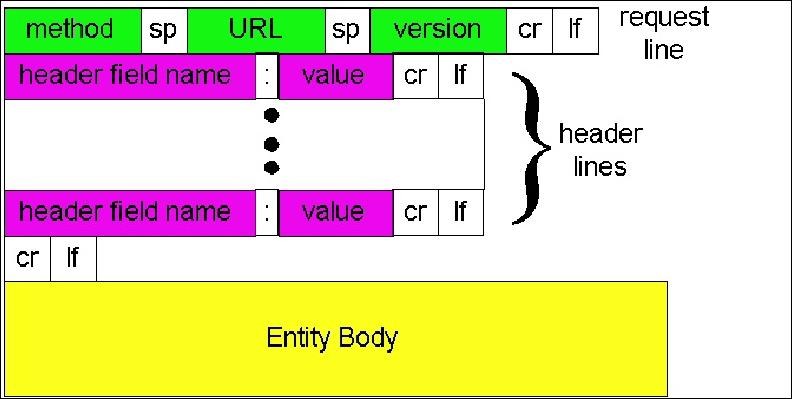 method sp URL sp version cr lf request line
header field name : value cr lf
header lines
header field name : value cr lf
cr lf
Entity Body